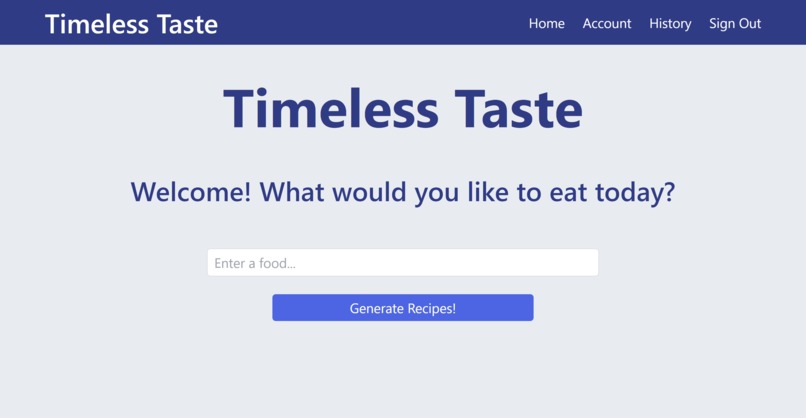 Timeless Taste
Home Account History Sign Out
Timeless Taste
Welcome! What would you like to eat today?
Enter a food...
Generate Recipes!